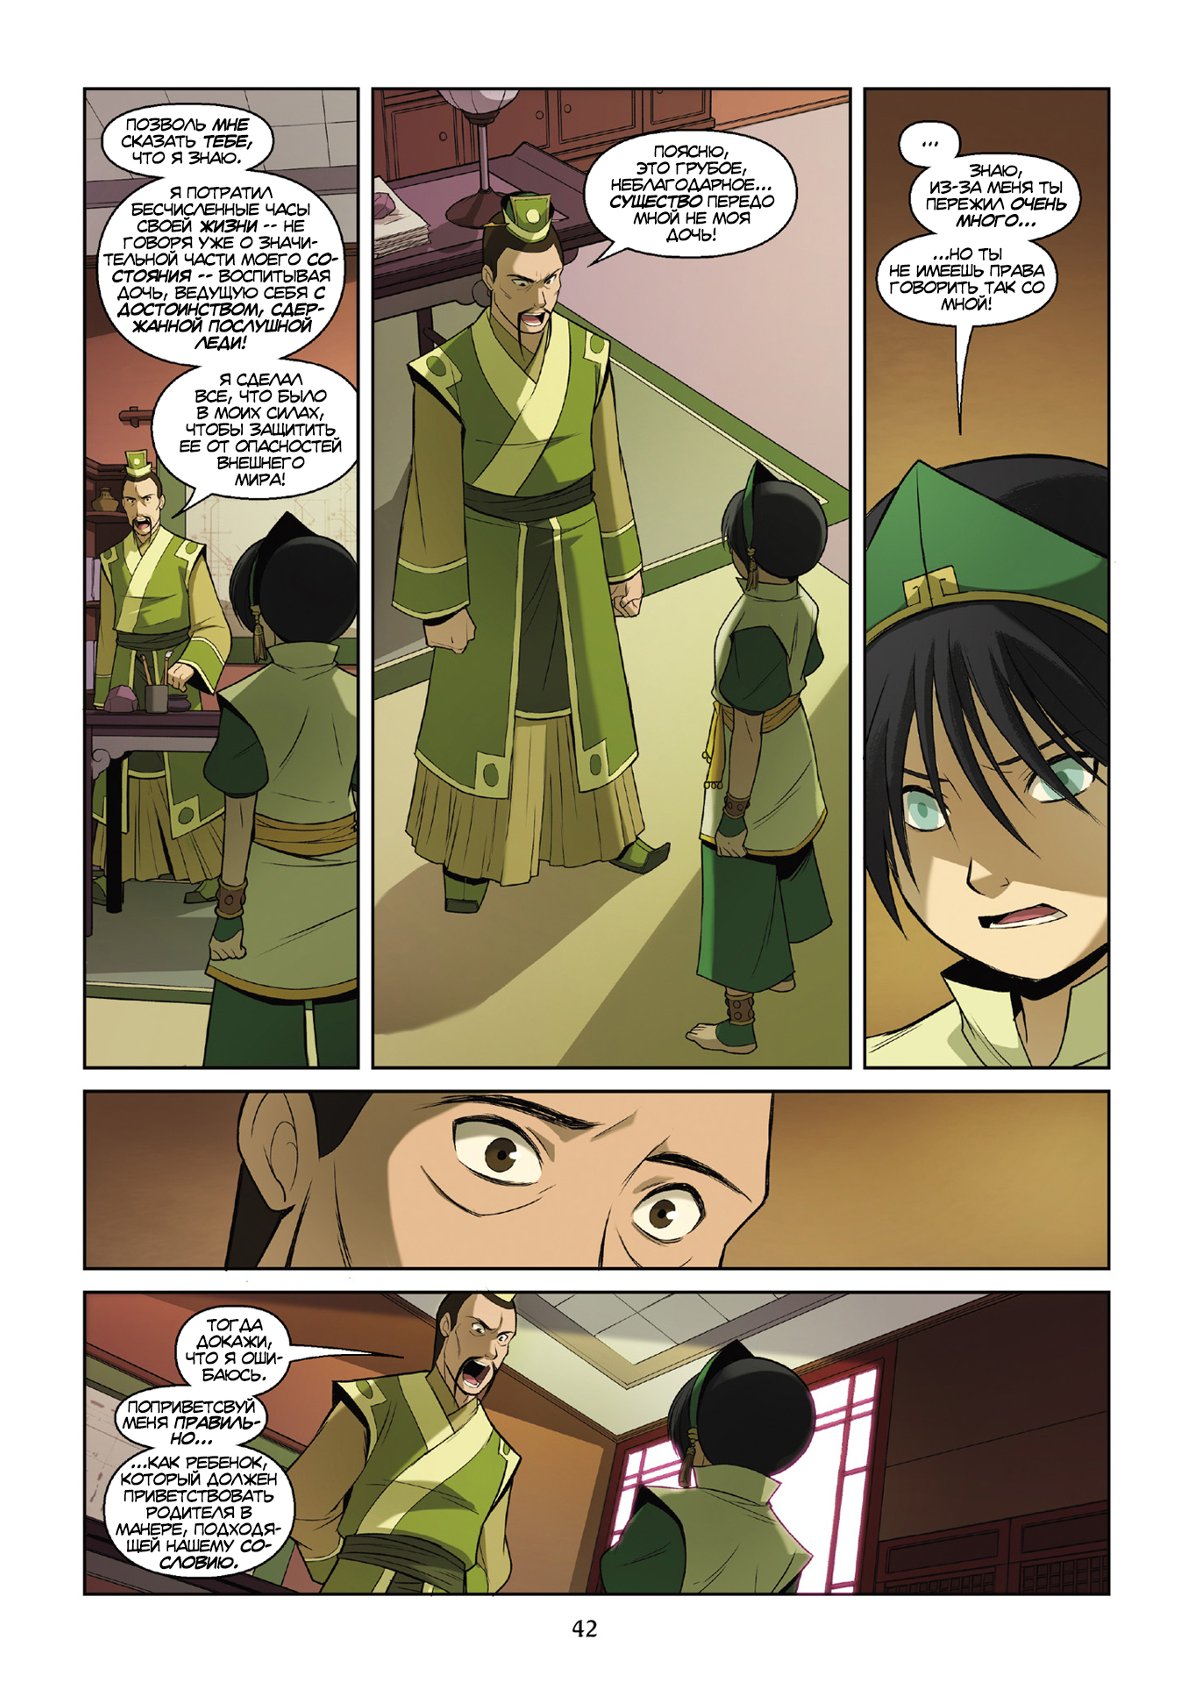 ПОЗВОЛЬ МНЕ
СКАЗАТЬ ТЕБЕ,
ЧТО Я ЗНАЮ.
Я ПОТРАТИЛ
БЕСЧИСЛЕННЫЕ ЧАСЫ
СВОЕЙ ЖИЗНИ -- НЕ
ГОВОРЯ УЖЕ О ЗНАЧИ-
ТЕЛЬНОЙ ЧАСТИ МОЕГО СО-
СТОЯНИЯ -- ВОСПИТЫВАЯ
ДОЧЬ, ВЕДУЩУЮ СЕБЯ С
ДОСТОИНСТВОМ, СДЕР-
ЖАННОЙ ПОСЛУШНОЙ
ЛЕДИ!
Я СДЕЛАЛ
ВСЕ, ЧТО БЫЛО
В МОИХ СИЛАХ,
ЧТОБЫ ЗАЩИТИТЬ
ЕЕ ОТ ОПАСНОСТЕЙ
ВНЕШНЕГО
МИРА!
ПОЯСНЮ,
ЭТО ГРУБОЕ,
НЕБЛАГОДАРНОЕ...
СУЩЕСТВО ПЕРЕДО
МНОЙ НЕ МОЯ
ДОЧЬ!
...
ЗНАЮ,
ИЗ-ЗА МЕНЯ ТЫ
ПЕРЕЖИЛ ОЧЕНЬ
МНОГО...
...НО ТЫ
НЕ ИМЕЕШЬ ПРАВА
ГОВОРИТЬ ТАК СО
МНОЙ!
ТОГДА
ДОКАЖИ,
ЧТО Я ОШИ-
БАЮСЬ.
ПОПРИВЕТСВУЙ
МЕНЯ ПРАВИЛЬ-
НО...
...КАК РЕБЕНОК,
КОТОРЫЙ ДОЛЖЕН
ПРИВЕТСТВОВАТЬ
РОДИТЕЛЯ В
МАНЕРЕ, ПОДХОДЯ-
ЩЕЙ НАШЕМУ СО-
СЛОВИЮ.
42